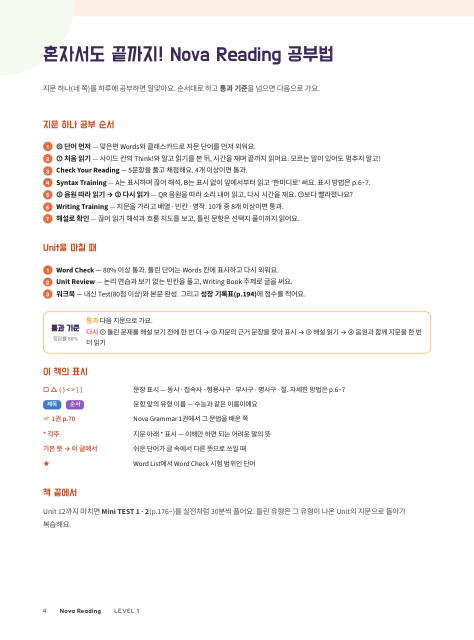 혼자서도 끝까지! Nova Reading 공부법
지문 하나(네 쪽)를 하루에 공부하면 알맞아요. 순서대로 하고 통과 기준을 넘으면 다음으로 가요.
지문 하나 공부 순서
1 ⓪ 단어 먼저 — 맞은편 Words와 클래스카드로 지문 단어를 먼저 외워요.
2 ① 처음 읽기 — 사이드 칸의 Think!와 알고 읽기를 본 뒤, 시간을 재며 끝까지 읽어요. 모르는 말이 있어도 멈추지 말고!
3 Check Your Reading — 5문항을 풀고 채점해요. 4개 이상이면 통과.
4 Syntax Training — A는 표시하며 끊어 해석, B는 표시 없이 앞에서부터 읽고 '한마디로' 써요. 표시 방법은 p.6–7.
5 ① 음원 따라 읽기 → ② 다시 읽기 — QR 음원을 따라 소리 내어 읽고, 다시 시간을 재요. ①보다 빨라졌나요?
6 Writing Training — 지문을 가리고 배열 · 빈칸 · 영작. 10개 중 8개 이상이면 통과.
7 해설로 확인 — 끊어 읽기 해석과 흐름 지도를 보고, 틀린 문항은 선택지 풀이까지 읽어요.
Unit을 마칠 때
1 Word Check — 80% 이상 통과. 틀린 단어는 Words 칸에 표시하고 다시 외워요.
2 Unit Review — 논리 연습과 보기 없는 빈칸을 풀고, Writing Book 주제로 글을 써요.
3 워크북 — 내신 Test(80점 이상)와 본문 완성. 그리고 성장 기록표(p.194)에 점수를 적어요.
통과 기준
정답률 80%
통과 다음 지문으로 가요.
다시 ① 틀린 문제를 해설 보기 전에 한 번 더 → ② 지문의 근거 문장을 찾아 표시 → ③ 해설 읽기 → ④ 음원과 함께 지문을 한 번
더 읽기
이 책의 표시
□ △ ( ) < > [ ] 문장 표시 — 동사 · 접속사 · 형용사구 · 부사구 · 명사구 · 절. 자세한 방법은 p.6–7
제목 순서 문항 앞의 유형 이름 — 수능과 같은 이름이에요
☞ 1권 p.70 Nova Grammar 1권에서 그 문법을 배운 쪽
* 각주 지문 아래 * 표시 — 이해만 하면 되는 어려운 말의 뜻
기본 뜻 → 이 글에서 쉬운 단어가 글 속에서 다른 뜻으로 쓰일 때
★ Word List에서 Word Check 시험 범위인 단어
책 끝에서
Unit 12까지 마치면 Mini TEST 1 · 2(p.176–)를 실전처럼 30분씩 풀어요. 틀린 유형은 그 유형이 나온 Unit의 지문으로 돌아가
복습해요.
4 Nova Reading LEVEL 1